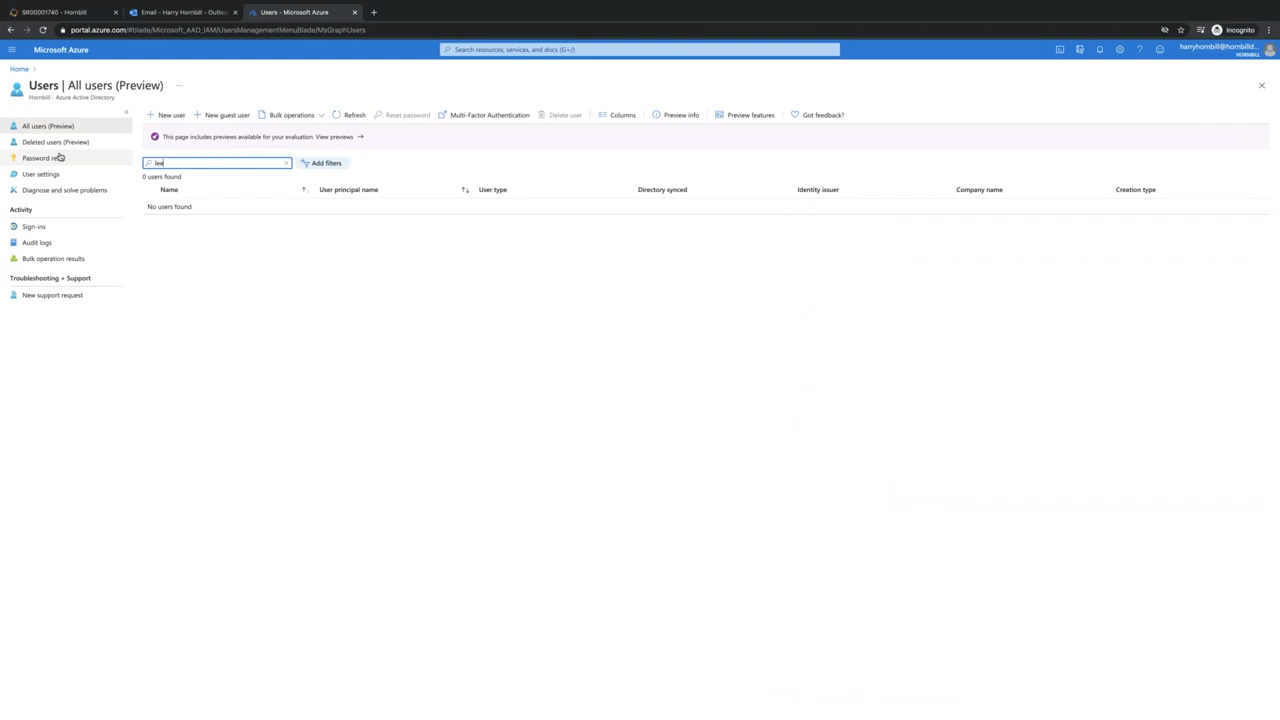 SR00001740 - Hornbill
Email - Harry Hornbill - Outloo
Users - Microsoft Azure
portal.azure.com/#blade/Microsoft_AAD_IAM/UsersManagementMenuBlade/MsGraphUsers
Incognito
Microsoft Azure
Search resources, services, and docs (G+/)
harryhornbill@hornbilld...
HORNBILL
Home >
Users | All users (Preview) ...
Hornbill - Azure Active Directory
New user
New guest user
Bulk operations
Refresh
Reset password
Multi-Factor Authentication
Delete user
Columns
Preview info
Preview features
Got feedback?
All users (Preview)
Deleted users (Preview)
Password
User settings
Diagnose and solve problems
Activity
Sign-ins
Audit logs
Bulk operation results
Troubleshooting + Support
New support request
This page includes previews available for your evaluation. View previews →
lee
Add filters
0 users found
Name
User principal name
User type
Directory synced
Identity issuer
Company name
Creation type
No users found